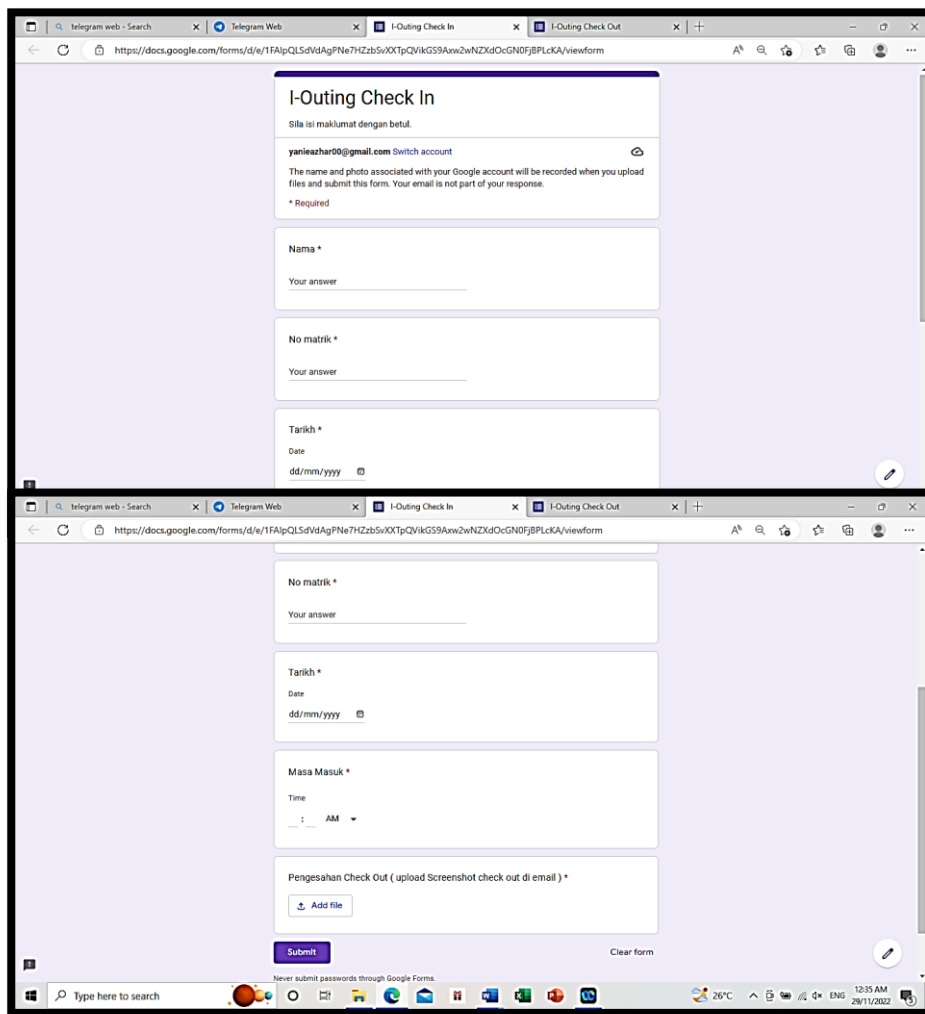 telegram web - Search
Telegram Web
I-Outing Check In
I-Outing Check Out
https://docs.google.com/forms/d/e/1FAIpQLSdVdAgPNe7HZzbSvXXTpQVikGS9Axw2wNZXdOcGN0FjBPLcKA/viewform
I-Outing Check In
Sila isi maklumat dengan betul.
yanieazhar00@gmail.com Switch account
The name and photo associated with your Google account will be recorded when you upload
files and submit this form. Your email is not part of your response.
* Required
Nama *
Your answer
No matrik *
Your answer
Tarikh *
Date
dd/mm/yyyy
telegram web - Search
Telegram Web
I-Outing Check In
I-Outing Check Out
https://docs.google.com/forms/d/e/1FAIpQLSdVdAgPNe7HZzbSvXXTpQVikGS9Axw2wNZXdOcGN0FjBPLcKA/viewform
No matrik *
Your answer
Tarikh *
Date
dd/mm/yyyy
Masa Masuk *
Time
: AM
Pengesahan Check Out ( upload Screenshot check out di email ) *
Add file
Submit
Clear form
Never submit passwords through Google Forms.
Type here to search
26°C
ENG
12:35 AM
29/11/2022